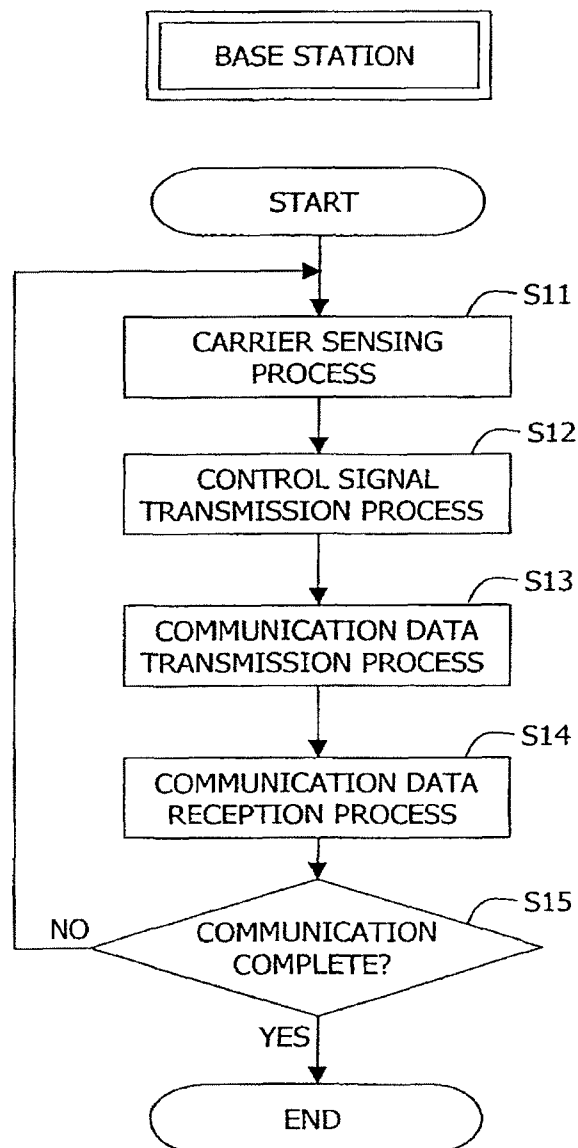 BASE STATION
START
S11
CARRIER SENSING
PROCESS
S12
CONTROL SIGNAL
TRANSMISSION PROCESS
S13
COMMUNICATION DATA
TRANSMISSION PROCESS
S14
COMMUNICATION DATA
RECEPTION PROCESS
S15
NO
COMMUNICATION
COMPLETE?
YES
END